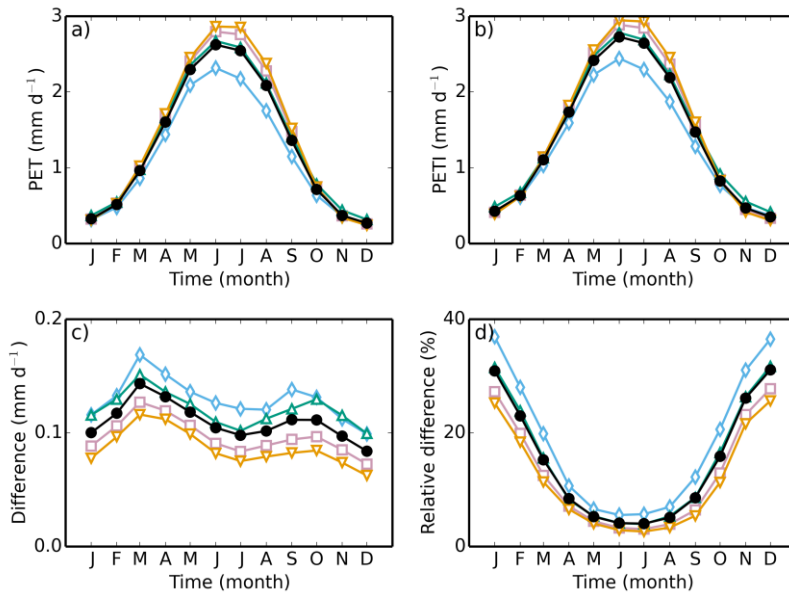 a)
3
2
1
0
PET (mm d⁻¹)
J F M A M J J A S O N D
Time (month)
b)
3
2
1
0
PETI (mm d⁻¹)
J F M A M J J A S O N D
Time (month)
c)
0.2
0.1
0.0
Difference (mm d⁻¹)
J F M A M J J A S O N D
Time (month)
d)
40
20
0
Relative difference (%)
J F M A M J J A S O N D
Time (month)